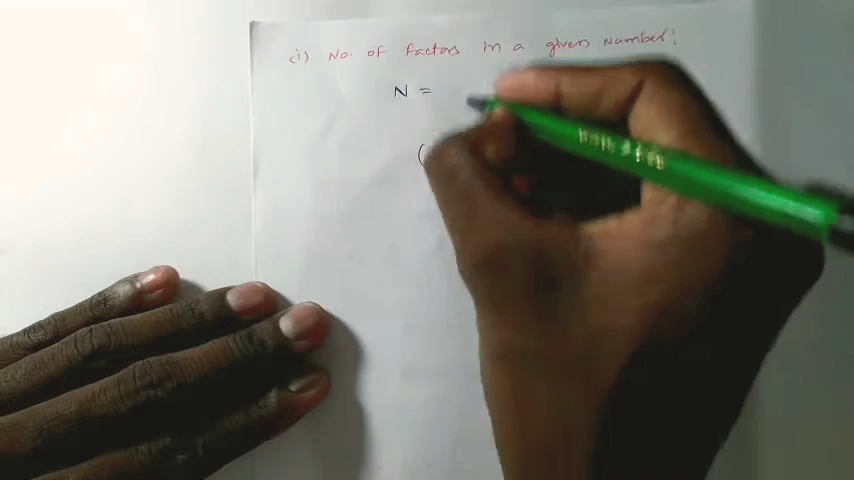 (i) No. of factors in a given Number!
N =
(